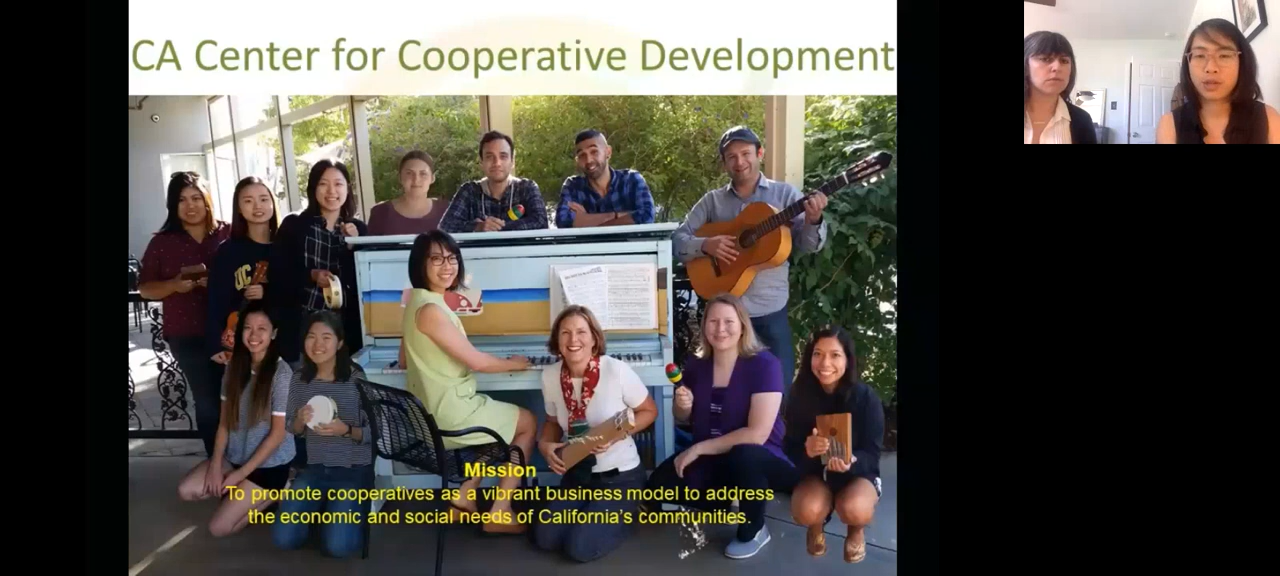 CA Center for Cooperative Development
UC
Mission
To promote cooperatives as a vibrant business model to address
the economic and social needs of California's communities.